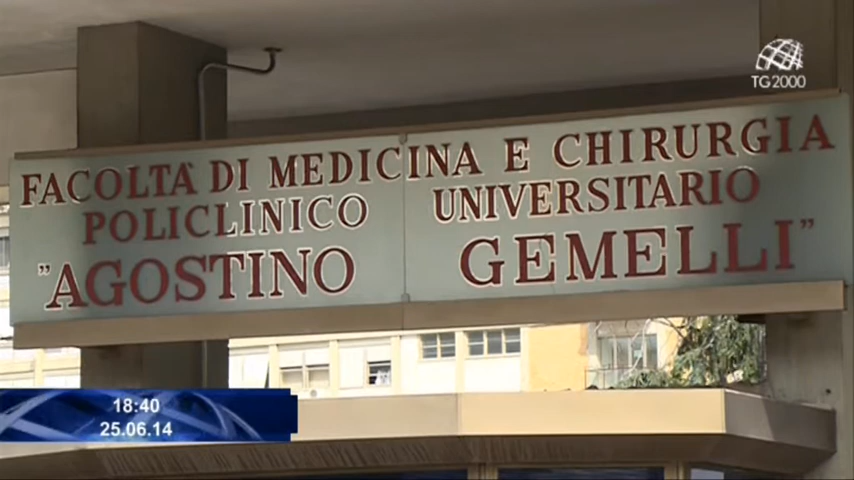 TG2000
FACOLTÀ DI MEDICINA E CHIRURGIA
POLICLINICO UNIVERSITARIO
"AGOSTINO GEMELLI"
18:40
25.06.14